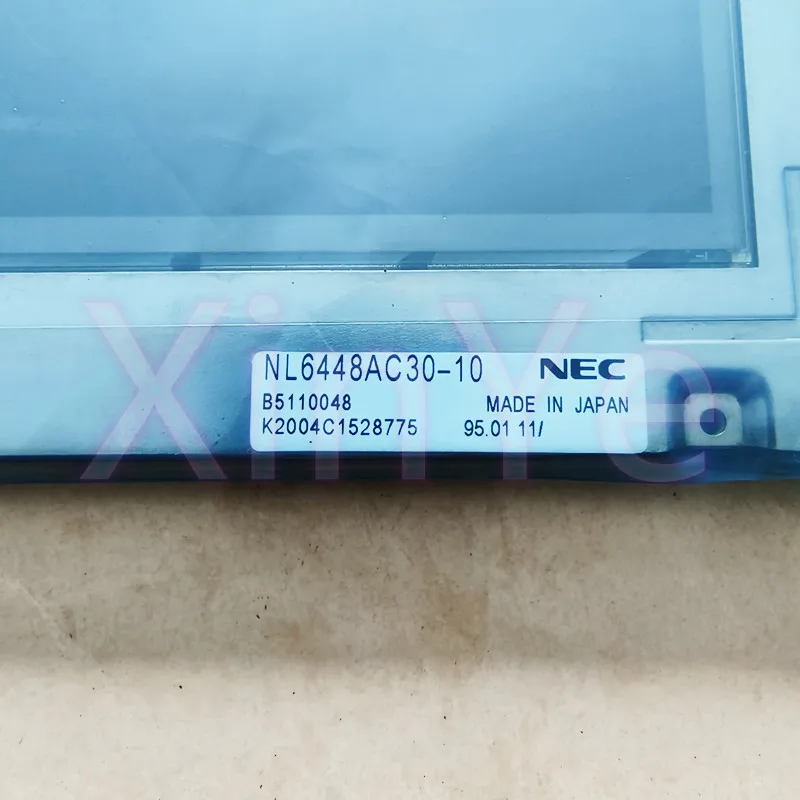 NL6448AC30-10 NEC
B5110048 MADE IN JAPAN
K2004C1528775 95.01 11/
XinYe